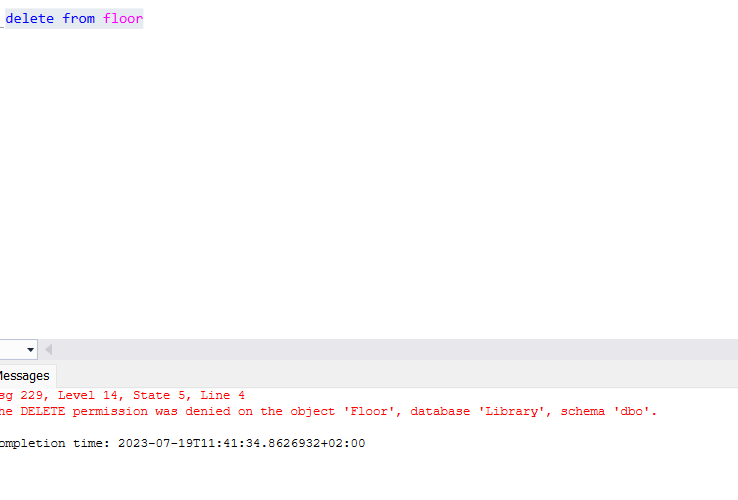 delete from floor
Messages
sg 229, Level 14, State 5, Line 4
he DELETE permission was denied on the object 'Floor', database 'Library', schema 'dbo'.
ompletion time: 2023-07-19T11:41:34.8626932+02:00